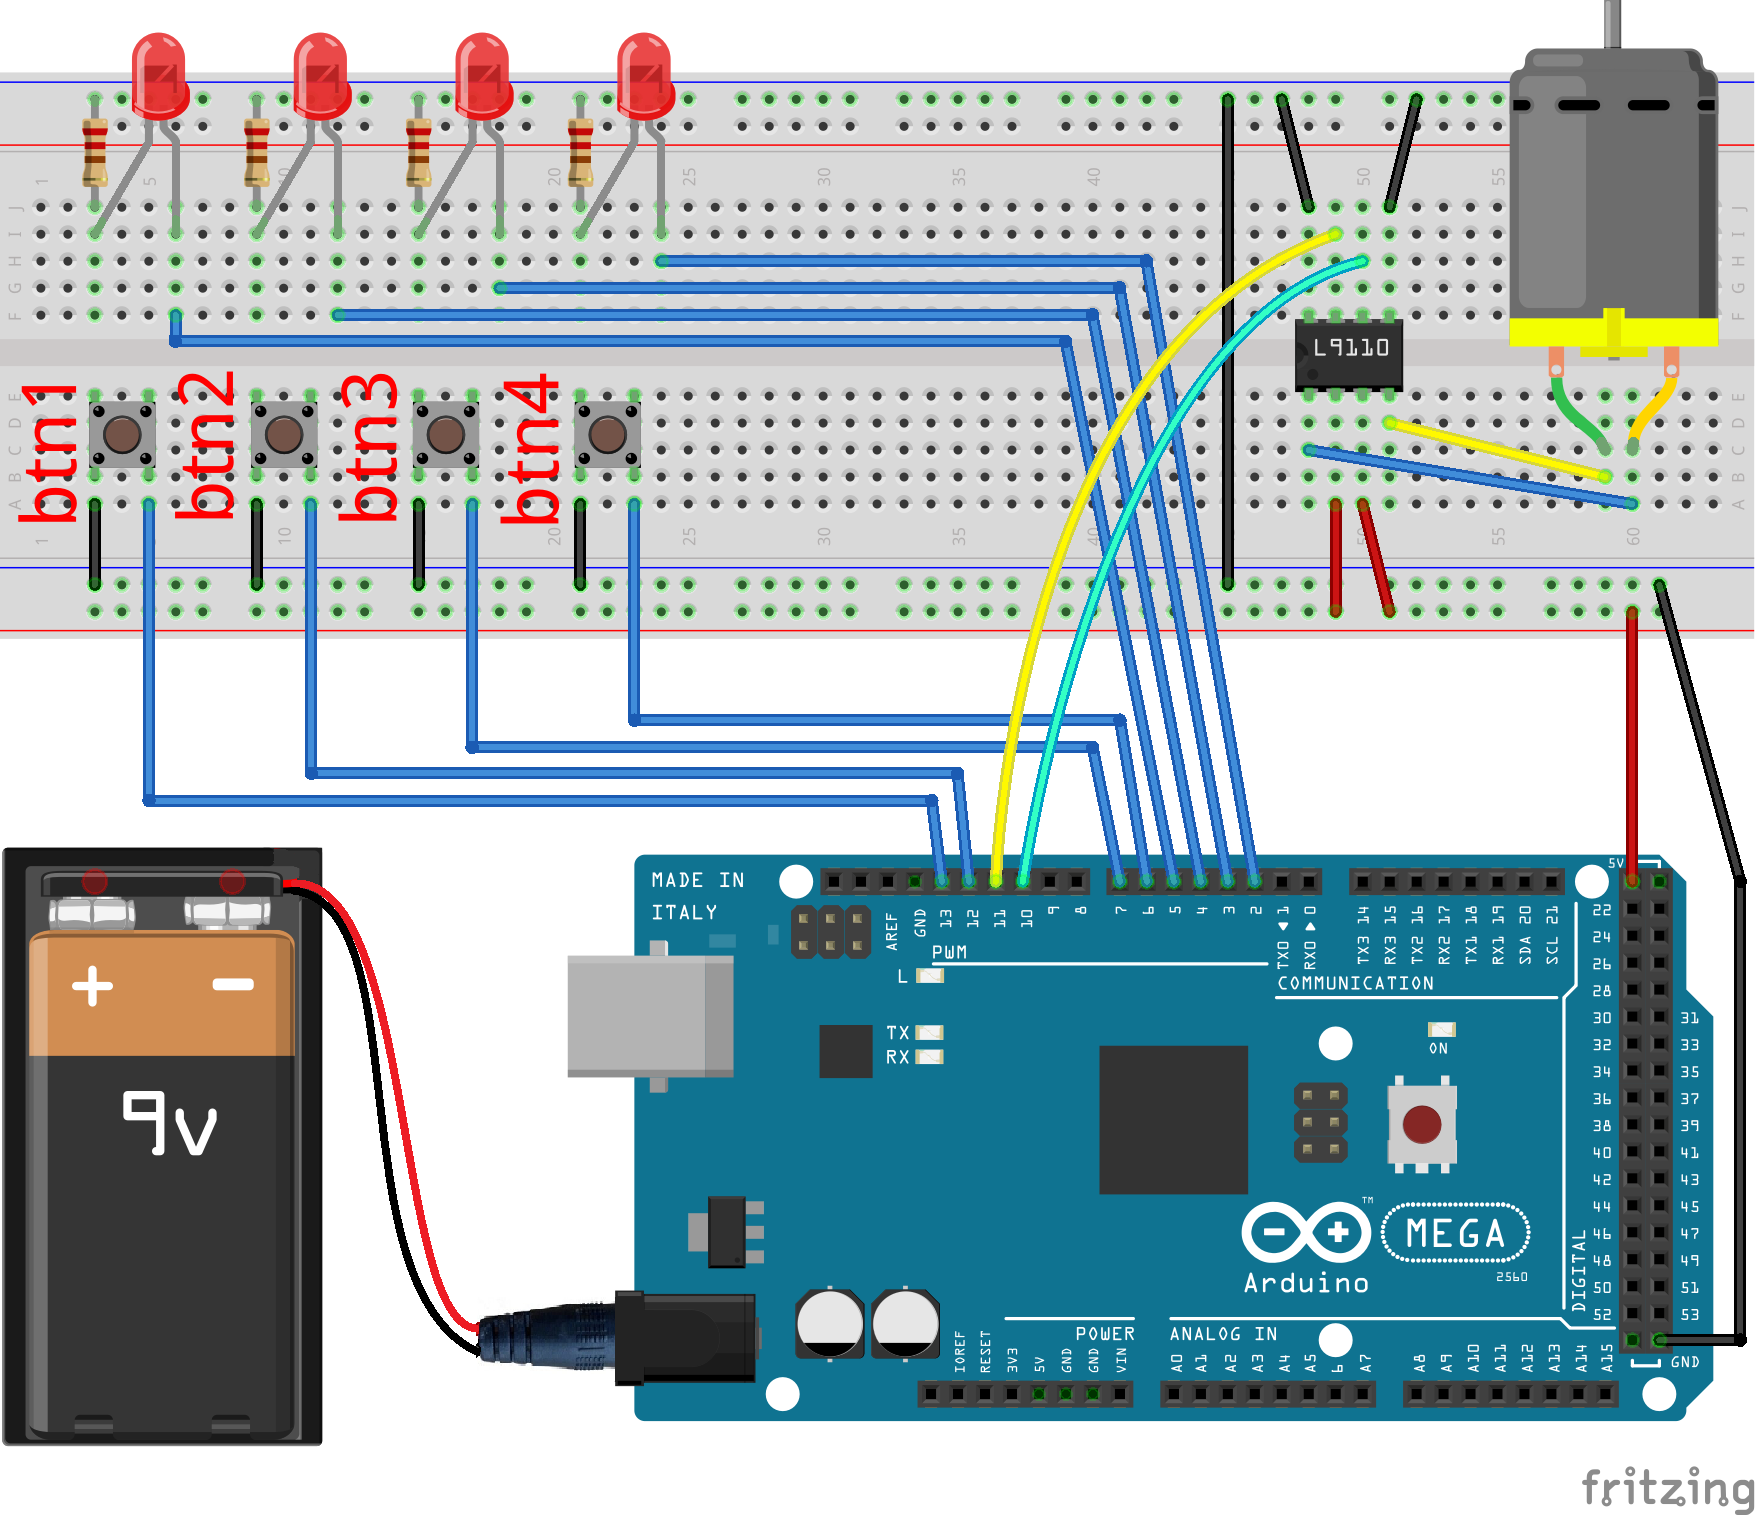 1 5 10 20 25 30 35 40 50 55
J J
I I
H H
G G
F F
L9110
btn1
btn2
btn3
btn4
E E
D D
C C
B B
A A
1 10 20 25 30 35 50 55 60
MADE IN
ITALY
AREF
GND
13
12
11
10
9
8
7
6
5
4
3
2
TX0 1
RX0 0
TX3 14
RX3 15
TX2 16
RX2 17
TX1 18
RX1 19
SDA 20
SCL 21
5V
PWM
L
COMMUNICATION
TX
RX
ON
22
24
26
28
30 31
32 33
34 35
36 37
38 39
40 41
42 43
44 45
46 47
48 49
50 51
52 53
DIGITAL
GND
+ -
9v
- + TM
MEGA
Arduino
2560
POWER
ANALOG IN
IOREF
RESET
3V3
5V
GND
GND
VIN
A0
A1
A2
A3
A4
A5
6
A7
A8
A9
A10
A11
A12
A13
A14
A15
fritzing